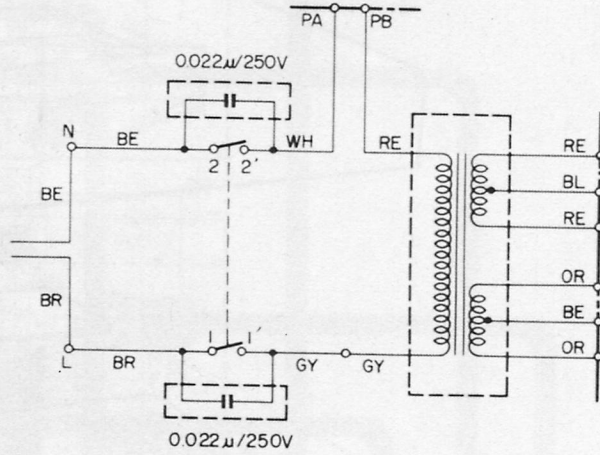 PA PB
0.022μ/250V
N BE WH RE RE
2 2'
BE BL
RE
OR
BR BE
1 1'
L BR GY GY OR
0.022μ/250V